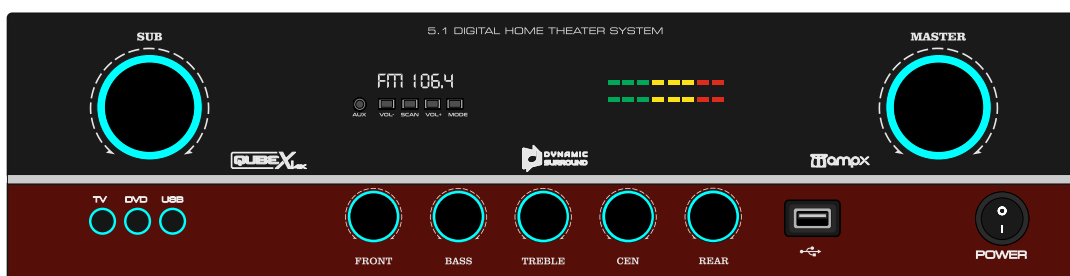 SUB
5.1 DIGITAL HOME THEATER SYSTEM
MASTER
FM 106.4
AUX VOL- SCAN VOL+ MODE
QUBEX
DYNAMIC
SURROUND
ampx
TV DVD USB
FRONT BASS TREBLE CEN REAR
POWER